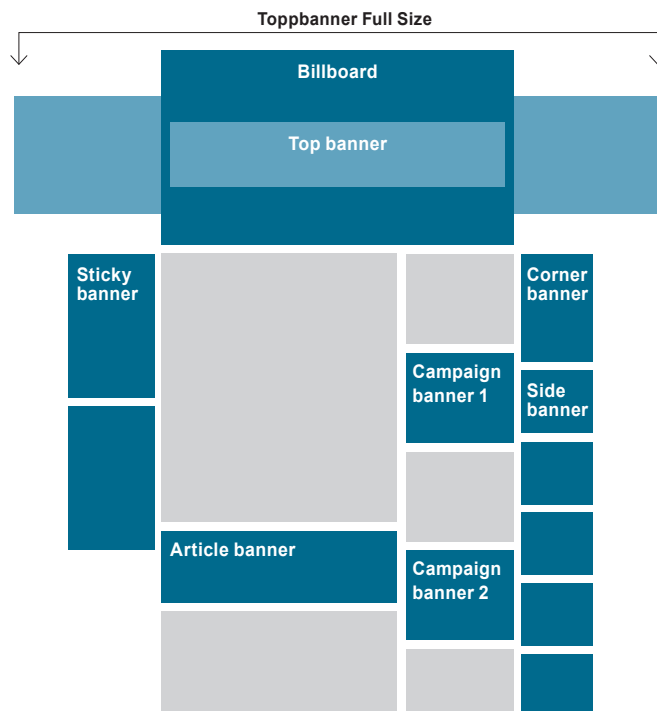 Toppbanner Full Size
Billboard
Top banner
Sticky
banner
Corner
banner
Campaign
banner 1
Side
banner
Article banner
Campaign
banner 2